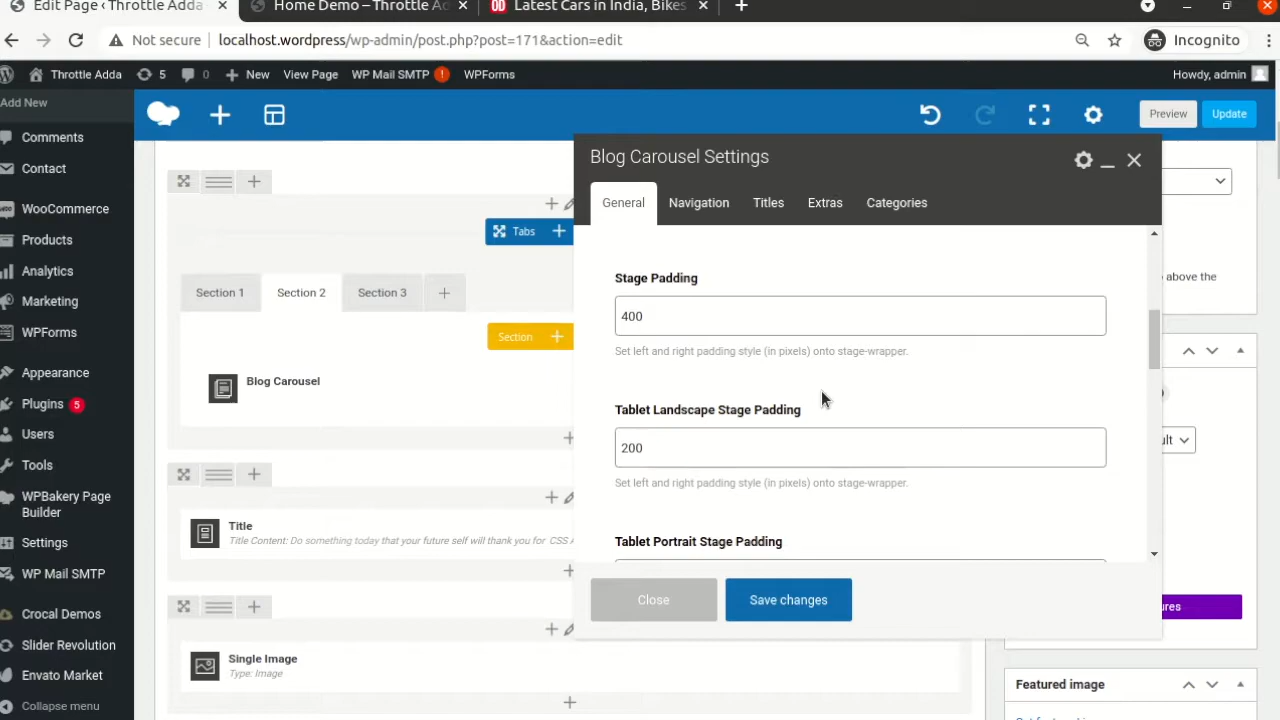 Edit Page ‹ Throttle Adda
Home Demo – Throttle Ad
OD Latest Cars in India, Bikes
Not secure
localhost.wordpress/wp-admin/post.php?post=171&action=edit
Incognito
Throttle Adda
5
0
New
View Page
WP Mail SMTP !
WPForms
Howdy, admin
Add New
Comments
Contact
WooCommerce
Products
Analytics
Marketing
WPForms
Appearance
Plugins 5
Users
Tools
WPBakery Page
Builder
Settings
WP Mail SMTP
Crocal Demos
Slider Revolution
Envato Market
Collapse menu
Preview
Update
Tabs
Section 1
Section 2
Section 3
Section
Blog Carousel
Title
Title Content: Do something today that your future self will thank you for CSS A
Single Image
Type: Image
Blog Carousel Settings
General
Navigation
Titles
Extras
Categories
Stage Padding
400
Set left and right padding style (in pixels) onto stage-wrapper.
Tablet Landscape Stage Padding
200
Set left and right padding style (in pixels) onto stage-wrapper.
Tablet Portrait Stage Padding
Close
Save changes
above the
ult
ures
Featured image